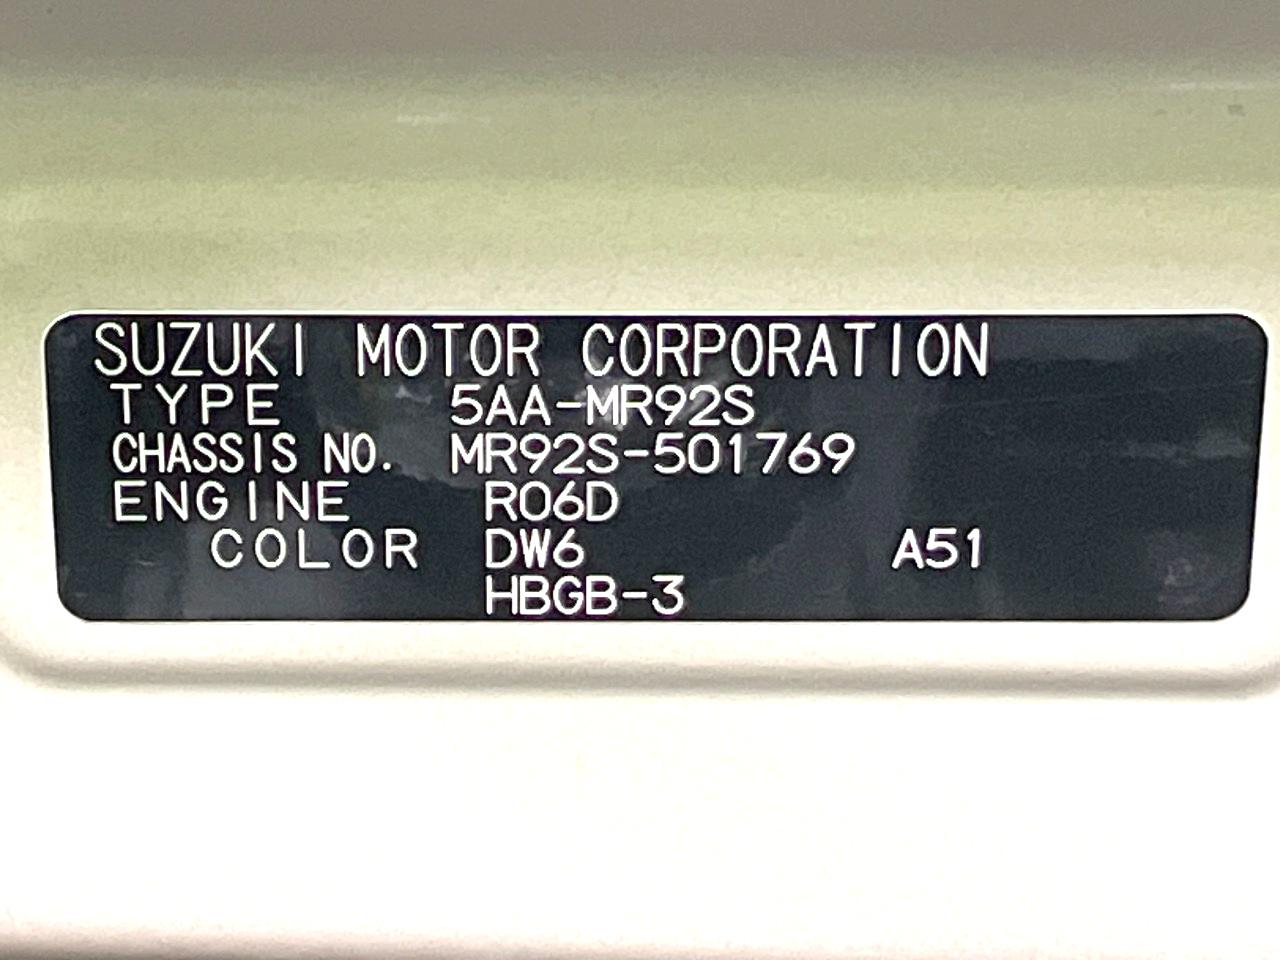 SUZUKI MOTOR CORPORATION
TYPE 5AA-MR92S
CHASSIS NO. MR92S-501769
ENGINE R06D
COLOR DW6 A51
HBGB-3